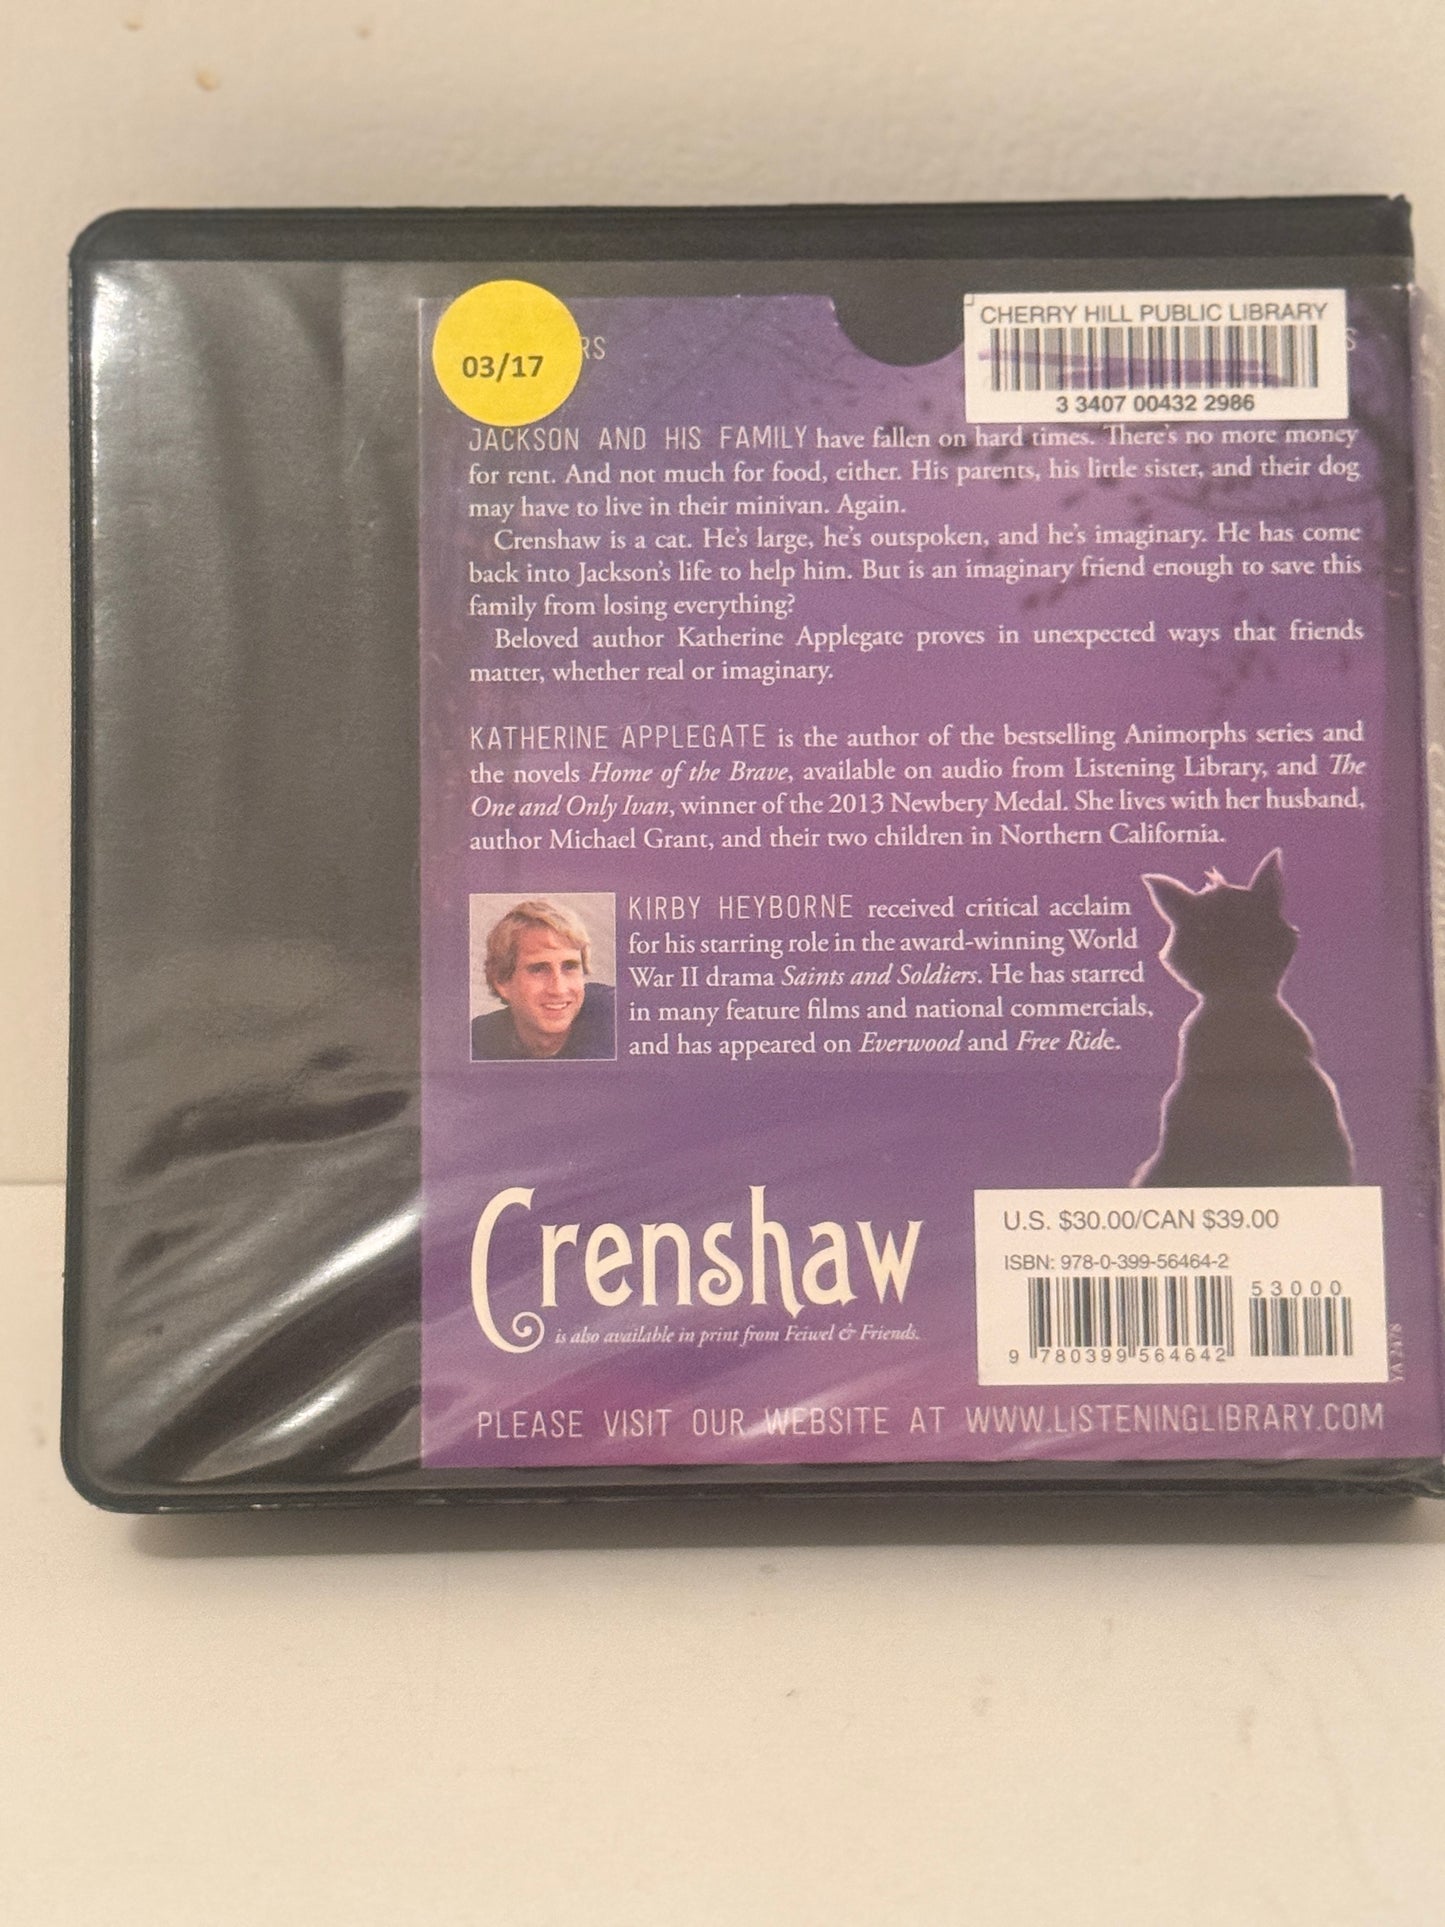 03/17
RS
CHERRY HILL PUBLIC LIBRARY
S
3 3407 00432 2986
JACKSON AND HIS FAMILY have fallen on hard times. There's no more money
for rent. And not much for food, either. His parents, his little sister, and their dog
may have to live in their minivan. Again.
Crenshaw is a cat. He's large, he's outspoken, and he's imaginary. He has come
back into Jackson's life to help him. But is an imaginary friend enough to save this
family from losing everything?
Beloved author Katherine Applegate proves in unexpected ways that friends
matter, whether real or imaginary.
KATHERINE APPLEGATE is the author of the bestselling Animorphs series and
the novels Home of the Brave, available on audio from Listening Library, and The
One and Only Ivan, winner of the 2013 Newbery Medal. She lives with her husband,
author Michael Grant, and their two children in Northern California.
KIRBY HEYBORNE received critical acclaim
for his starring role in the award-winning World
War II drama Saints and Soldiers. He has starred
in many feature films and national commercials,
and has appeared on Everwood and Free Ride.
Crenshaw
is also available in print from Feiwel & Friends.
U.S. $30.00/CAN $39.00
ISBN: 978-0-399-56464-2
53000
9 780399 564642
YA 2478
PLEASE VISIT OUR WEBSITE AT WWW.LISTENINGLIBRARY.COM